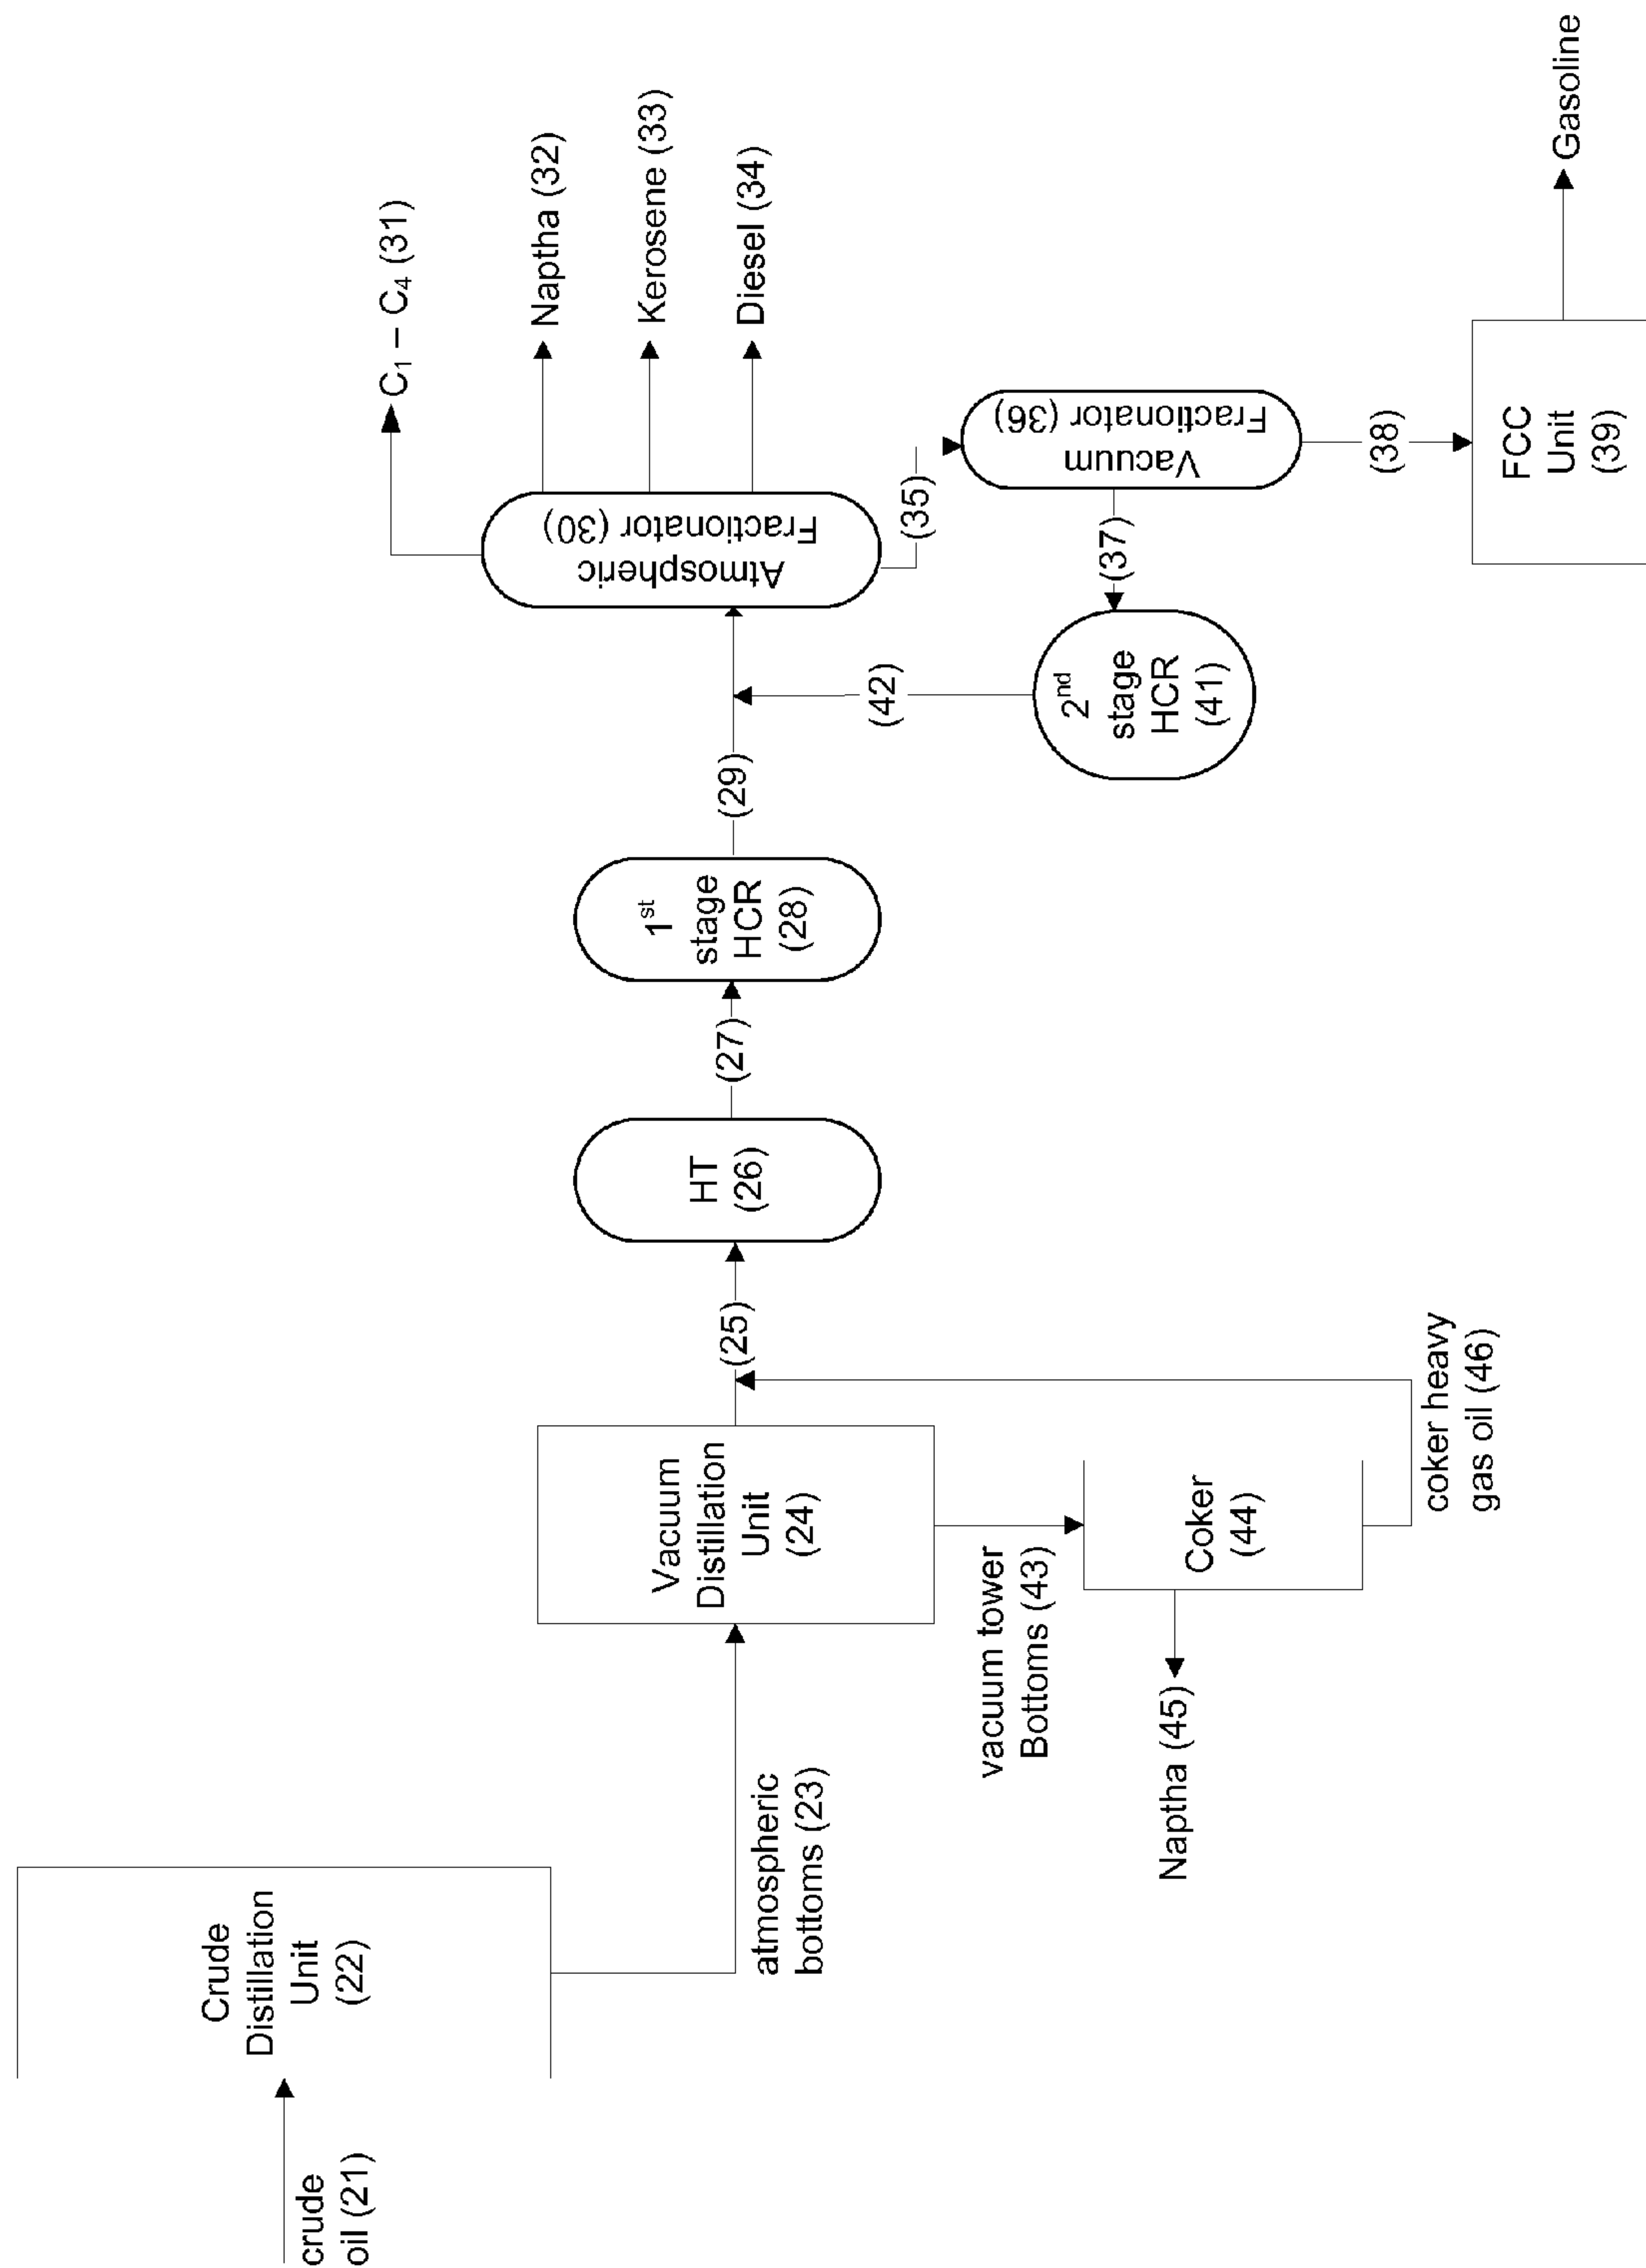 crude
oil (21)
Crude
Distillation
Unit
(22)
atmospheric
bottoms (23)
Vacuum
Distillation
Unit
(24)
vacuum tower
Bottoms (43)
Coker
(44)
Naptha (45)
coker heavy
gas oil (46)
(25)
HT
(26)
(27)
1st
stage
HCR
(28)
(29)
(42)
Atmospheric
Fractionator (30)
C1 – C4 (31)
Naptha (32)
Kerosene (33)
Diesel (34)
(35)
Vacuum
Fractionator (36)
(37)
2nd
stage
HCR
(41)
(38)
FCC
Unit
(39)
Gasoline